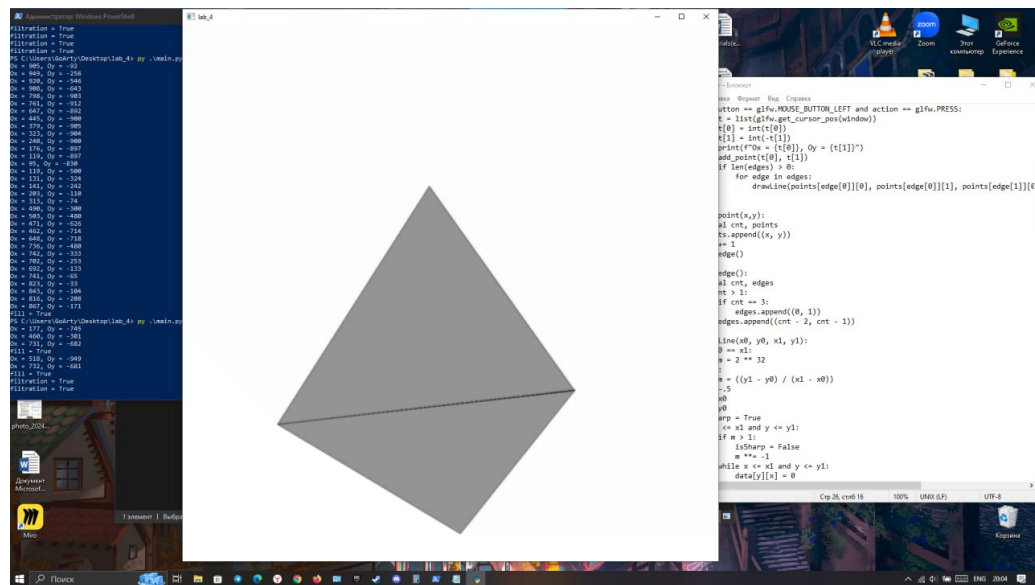 Администратор: Windows PowerShell
filtration = True
filtration = True
filtration = True
filtration = True
PS C:\Users\GoArty\Desktop\lab_4> py .\main.py
Ox = 905, Oy = -92
Ox = 949, Oy = -256
Ox = 920, Oy = -546
Ox = 908, Oy = -643
Ox = 798, Oy = -903
Ox = 761, Oy = -912
Ox = 647, Oy = -892
Ox = 445, Oy = -900
Ox = 379, Oy = -905
Ox = 323, Oy = -904
Ox = 240, Oy = -900
Ox = 176, Oy = -897
Ox = 119, Oy = -897
Ox = 95, Oy = -830
Ox = 119, Oy = -500
Ox = 131, Oy = -324
Ox = 141, Oy = -242
Ox = 203, Oy = -110
Ox = 313, Oy = -74
Ox = 490, Oy = -300
Ox = 503, Oy = -480
Ox = 471, Oy = -626
Ox = 462, Oy = -714
Ox = 648, Oy = -718
Ox = 736, Oy = -480
Ox = 742, Oy = -333
Ox = 702, Oy = -253
Ox = 692, Oy = -133
Ox = 741, Oy = -65
Ox = 823, Oy = -33
Ox = 843, Oy = -104
Ox = 816, Oy = -208
Ox = 867, Oy = -171
fill = True
PS C:\Users\GoArty\Desktop\lab_4> py .\main.py
Ox = 177, Oy = -745
Ox = 460, Oy = -301
Ox = 731, Oy = -682
fill = True
Ox = 518, Oy = -949
Ox = 732, Oy = -681
fill = True
filtration = True
filtration = True
lab_4
VLC media player
Zoom
Этот компьютер
GeForce Experience
– Блокнот
Формат Вид Справка
utton == glfw.MOUSE_BUTTON_LEFT and action == glfw.PRESS:
t = list(glfw.get_cursor_pos(window))
t[0] = int(t[0])
t[1] = int(-t[1])
print(f"Ox = {t[0]}, Oy = {t[1]}")
add_point(t[0], t[1])
if len(edges) > 0:
for edge in edges:
drawLine(points[edge[0]][0], points[edge[0]][1], points[edge[1]][0
point(x,y):
al cnt, points
ts.append((x, y))
+= 1
edge()
edge():
al cnt, edges
nt > 1:
if cnt == 3:
edges.append((0, 1))
edges.append((cnt - 2, cnt - 1))
Line(x0, y0, x1, y1):
0 == x1:
m = 2 ** 32
:
m = ((y1 - y0) / (x1 - x0))
-.5
x0
y0
arp = True
<= x1 and y <= y1:
if m > 1:
isSharp = False
m **= -1
while x <= x1 and y <= y1:
data[y][x] = 0
Стр 26, стлб 16
100%
UNIX (LF)
UTF-8
photo_2024...
Документ Microsof...
Miro
1 элемент
Выбра
Корзина
Поиск
ENG
20:04